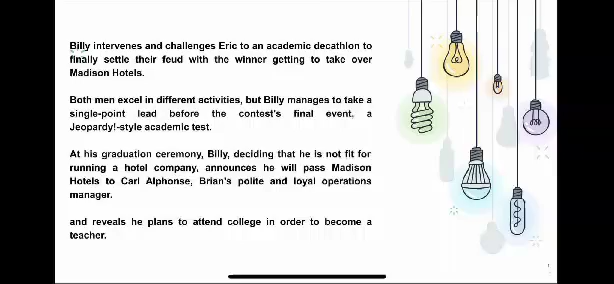 Billy intervenes and challenges Eric to an academic decathlon to
finally settle their feud with the winner getting to take over
Madison Hotels.
Both men excel in different activities, but Billy manages to take a
single-point lead before the contest's final event, a
Jeopardy!-style academic test.
At his graduation ceremony, Billy, deciding that he is not fit for
running a hotel company, announces he will pass Madison
Hotels to Carl Alphonse, Brian's polite and loyal operations
manager.
and reveals he plans to attend college in order to become a
teacher.